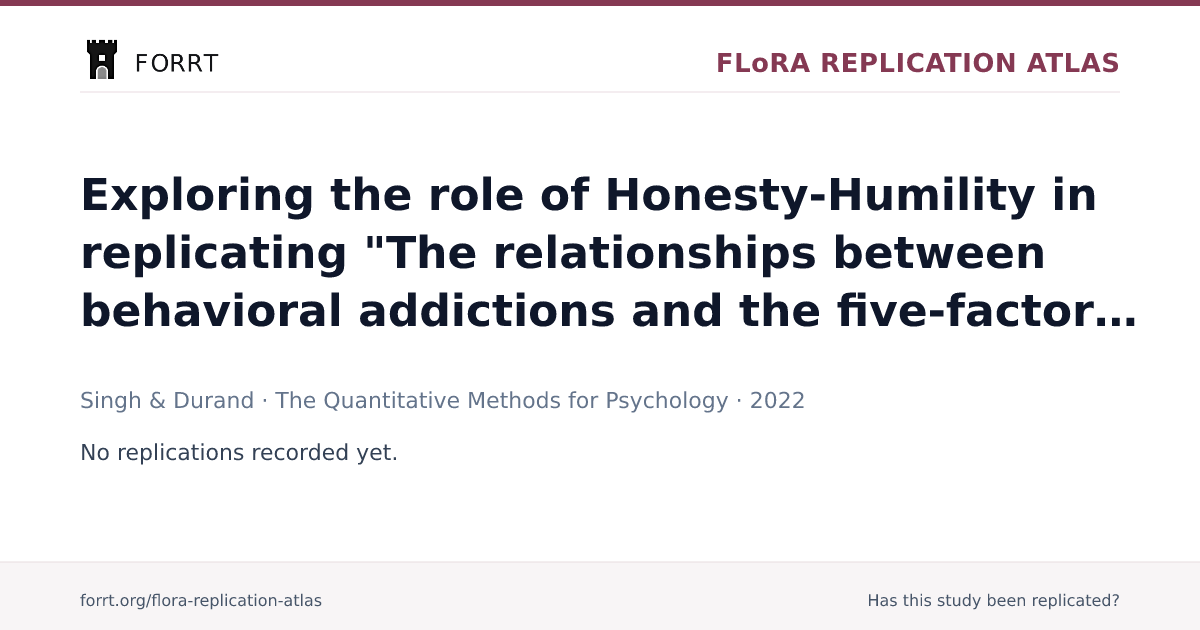 FORRT
FLoRA REPLICATION ATLAS
Exploring the role of Honesty-Humility in
replicating "The relationships between
behavioral addictions and the five-factor…
Singh & Durand · The Quantitative Methods for Psychology · 2022
No replications recorded yet.
forrt.org/flora-replication-atlas
Has this study been replicated?